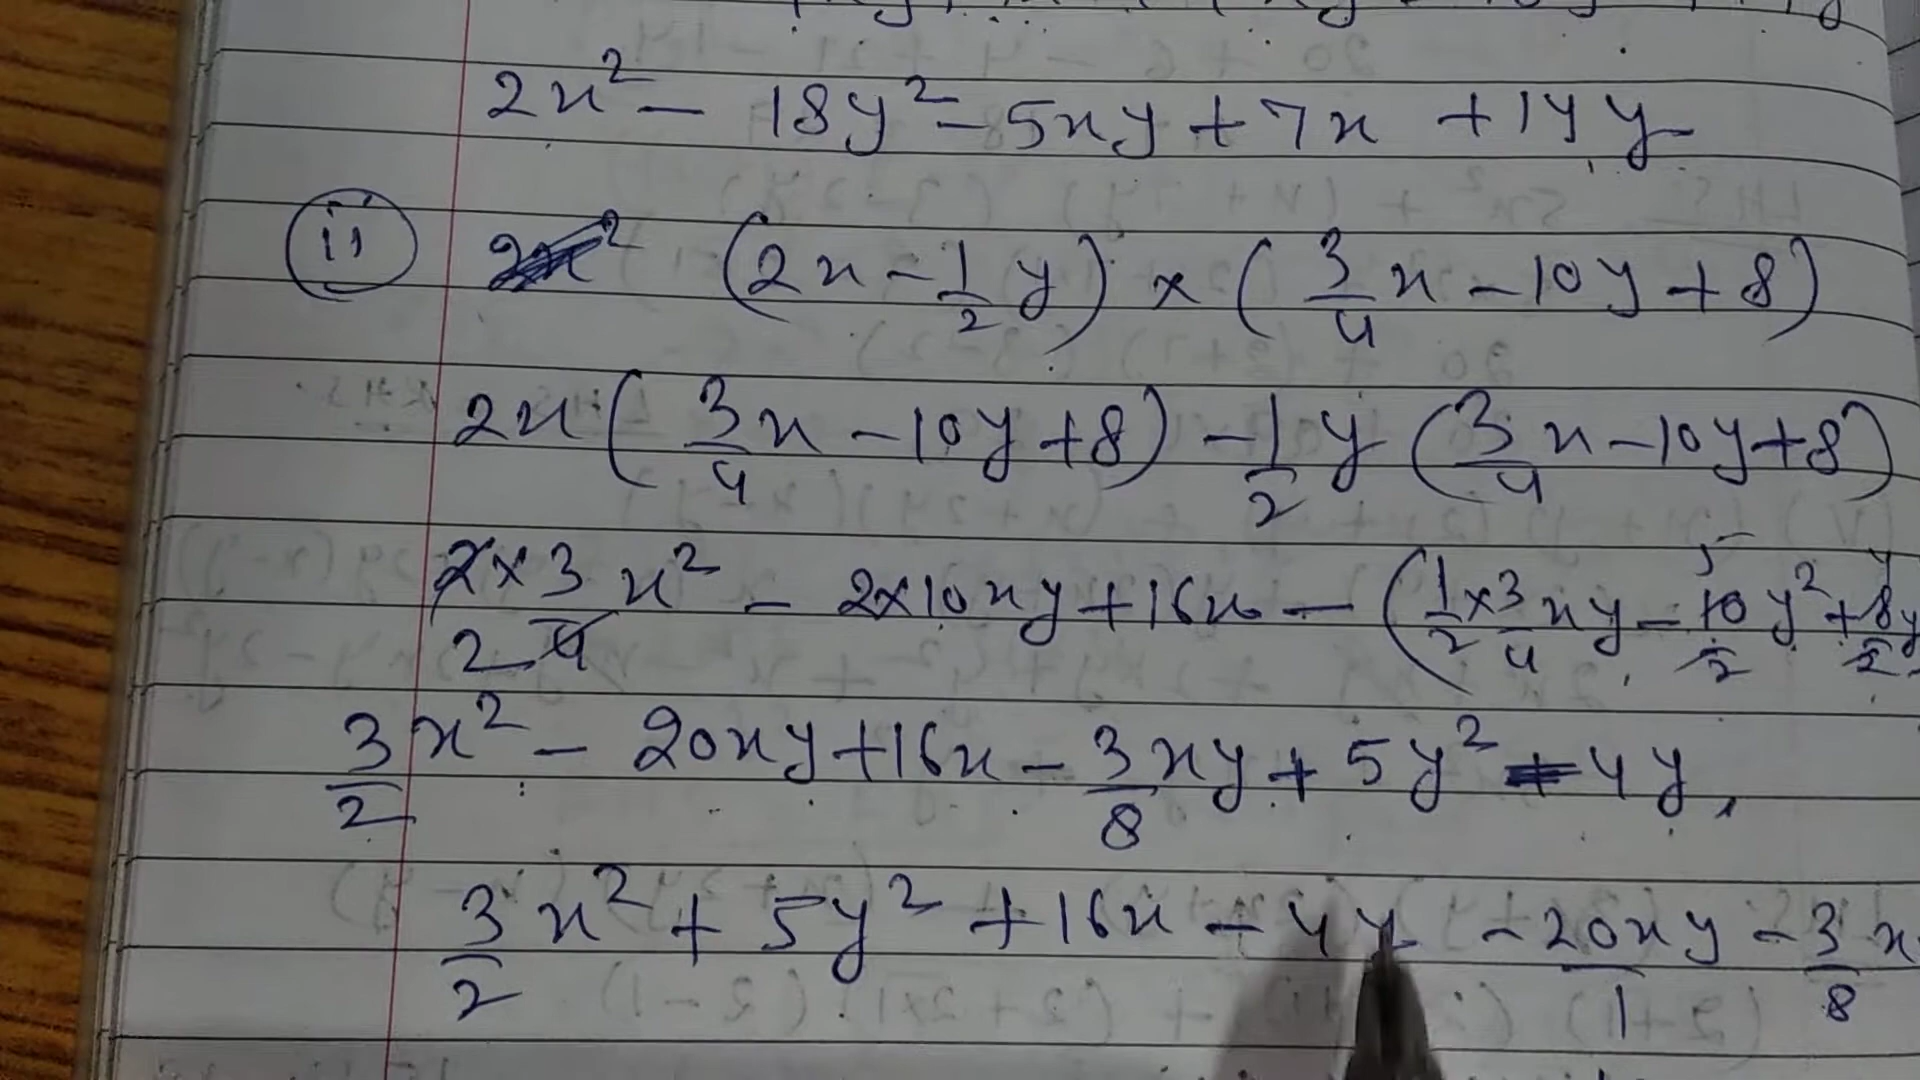 2x² - 18y² - 5xy + 7x + 14y
ii) (2x - 1/2 y) × (3/4 x - 10y + 8)
2x (3/4 x - 10y + 8) - 1/2 y (3/4 x - 10y + 8)
2×3/4 x² - 2×10xy + 16x - (1/2 × 3/4 xy - 10/2 y² + 8y/2
3/2 x² - 20xy + 16x - 3/8 xy + 5y² - 4y
3/2 x² + 5y² + 16x - 4y - 20xy/1 - 3/8 x